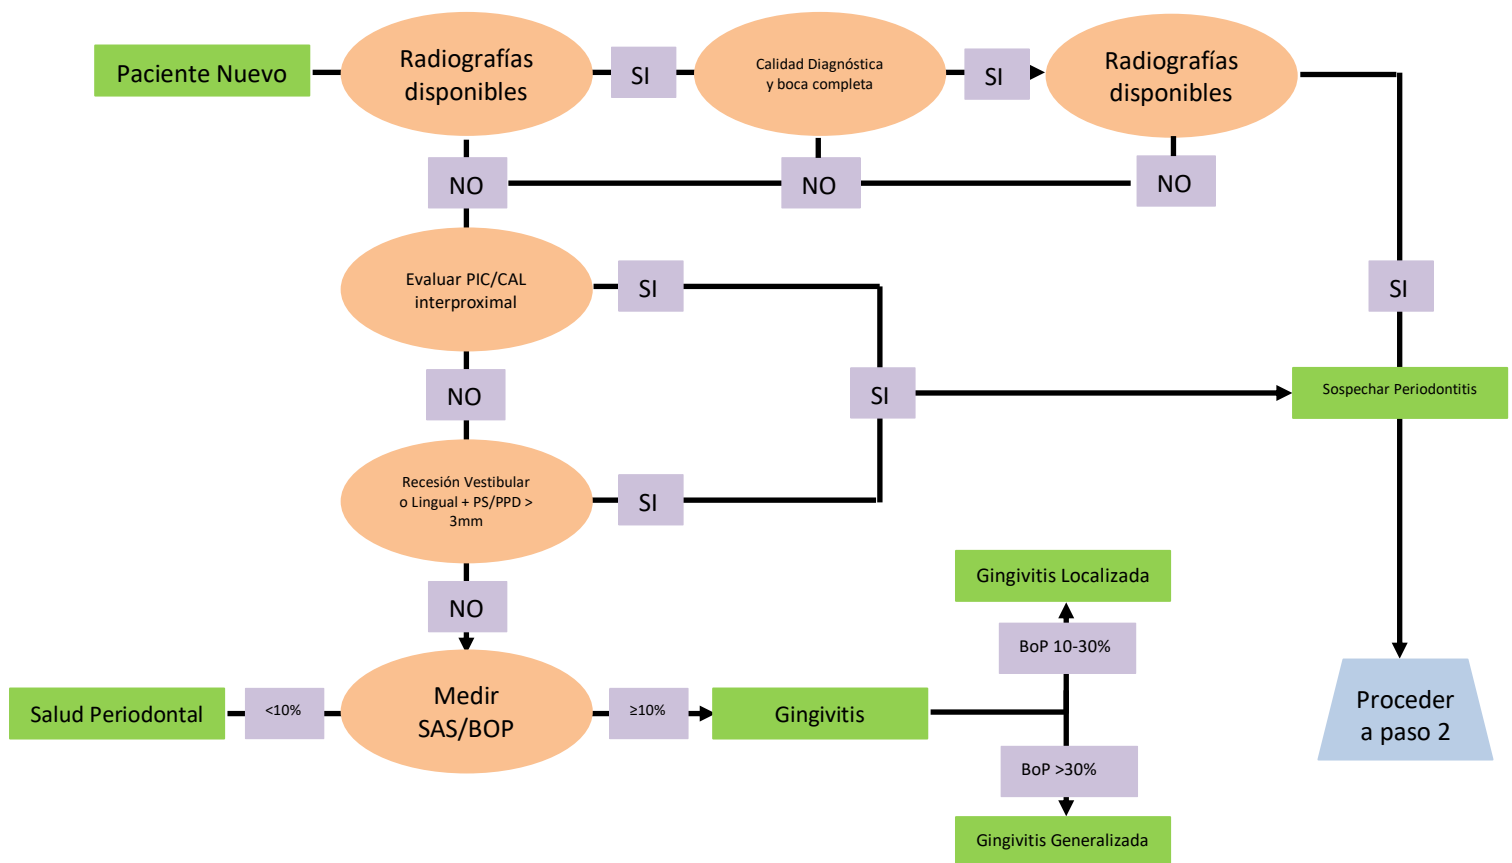 Paciente Nuevo
Radiografías
disponibles
SI
Calidad Diagnóstica
y boca completa
SI
Radiografías
disponibles
NO
NO
NO
Evaluar PIC/CAL
interproximal
SI
SI
NO
SI
Sospechar Periodontitis
Recesión Vestibular
o Lingual + PS/PPD >
3mm
SI
NO
Gingivitis Localizada
BoP 10-30%
Salud Periodontal
<10%
Medir
SAS/BOP
≥10%
Gingivitis
Proceder
a paso 2
BoP >30%
Gingivitis Generalizada